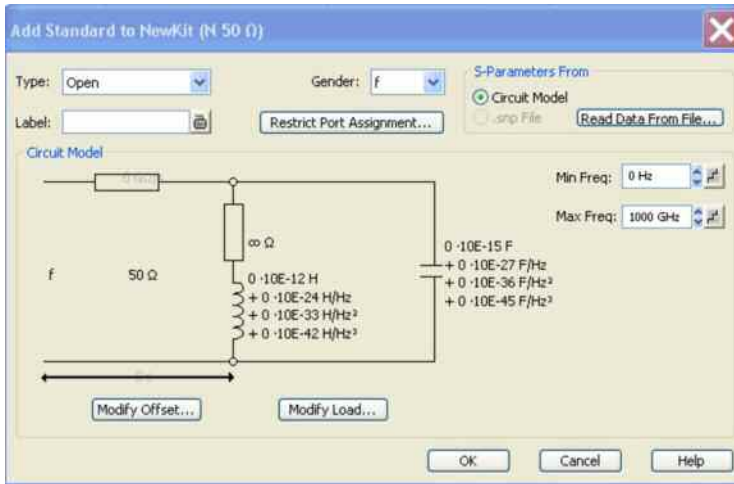 Add Standard to NewKit (N 50 Ω)
Type: Open
Gender: f
S-Parameters From
Circuit Model
.snp File
Read Data From File...
Label:
Restrict Port Assignment...
Circuit Model
Min Freq: 0 Hz
Max Freq: 1000 GHz
∞ Ω
f
50 Ω
0 ·10E-12 H
+ 0 ·10E-24 H/Hz
+ 0 ·10E-33 H/Hz²
+ 0 ·10E-42 H/Hz³
0 ·10E-15 F
+ 0 ·10E-27 F/Hz
+ 0 ·10E-36 F/Hz²
+ 0 ·10E-45 F/Hz³
Modify Offset...
Modify Load...
OK
Cancel
Help